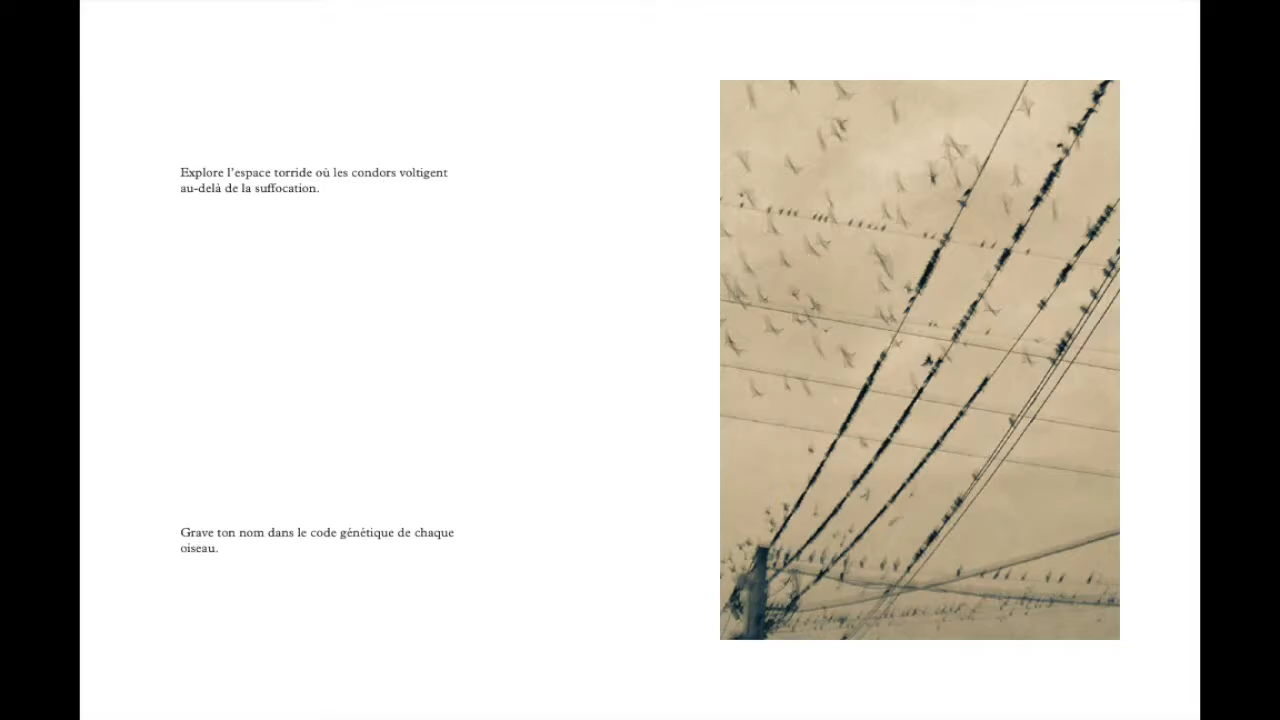 Explore l'espace torride où les condors voltigent
au-delà de la suffocation.
Grave ton nom dans le code génétique de chaque
oiseau.